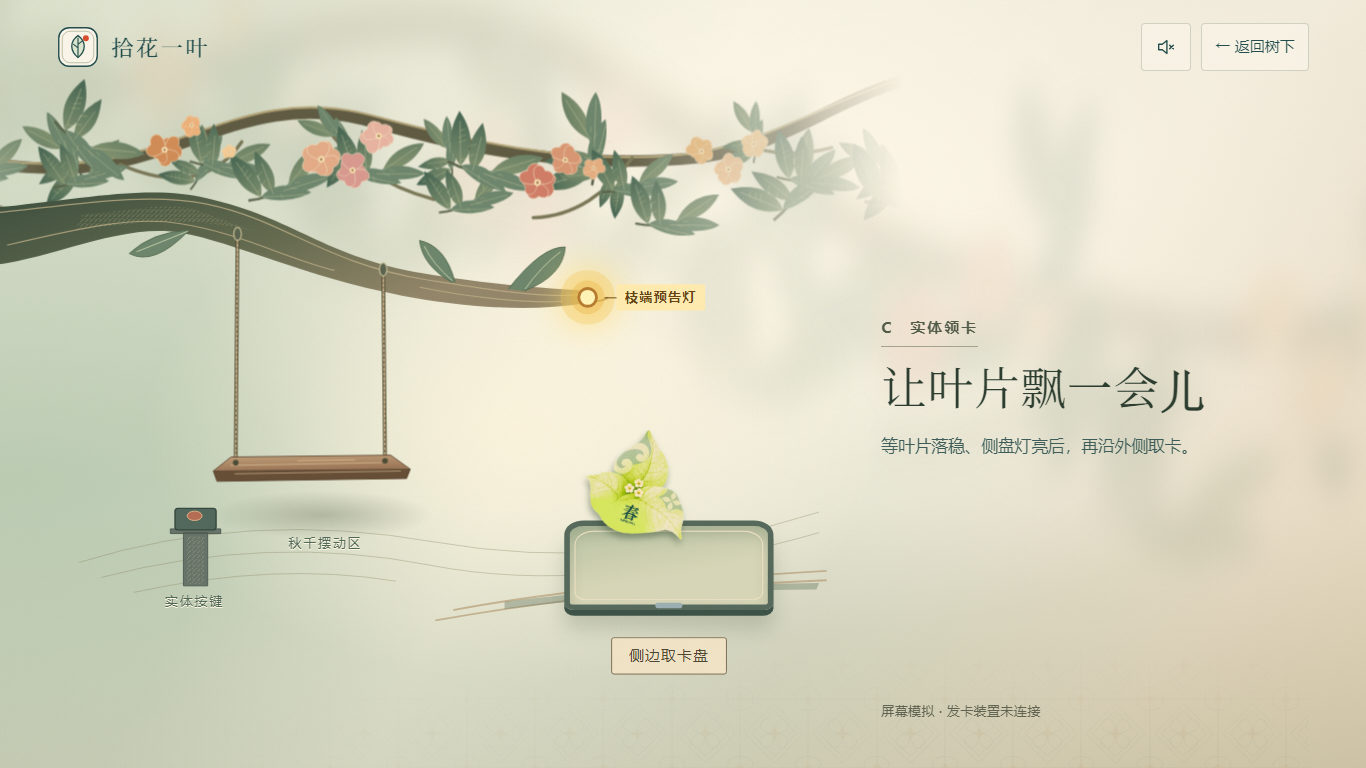 拾花一叶
← 返回树下
枝端预告灯
C 实体领卡
让叶片飘一会儿
等叶片落稳、侧盘灯亮后，再沿外侧取卡。
春
秋千摆动区
实体按键
侧边取卡盘
屏幕模拟 · 发卡装置未连接